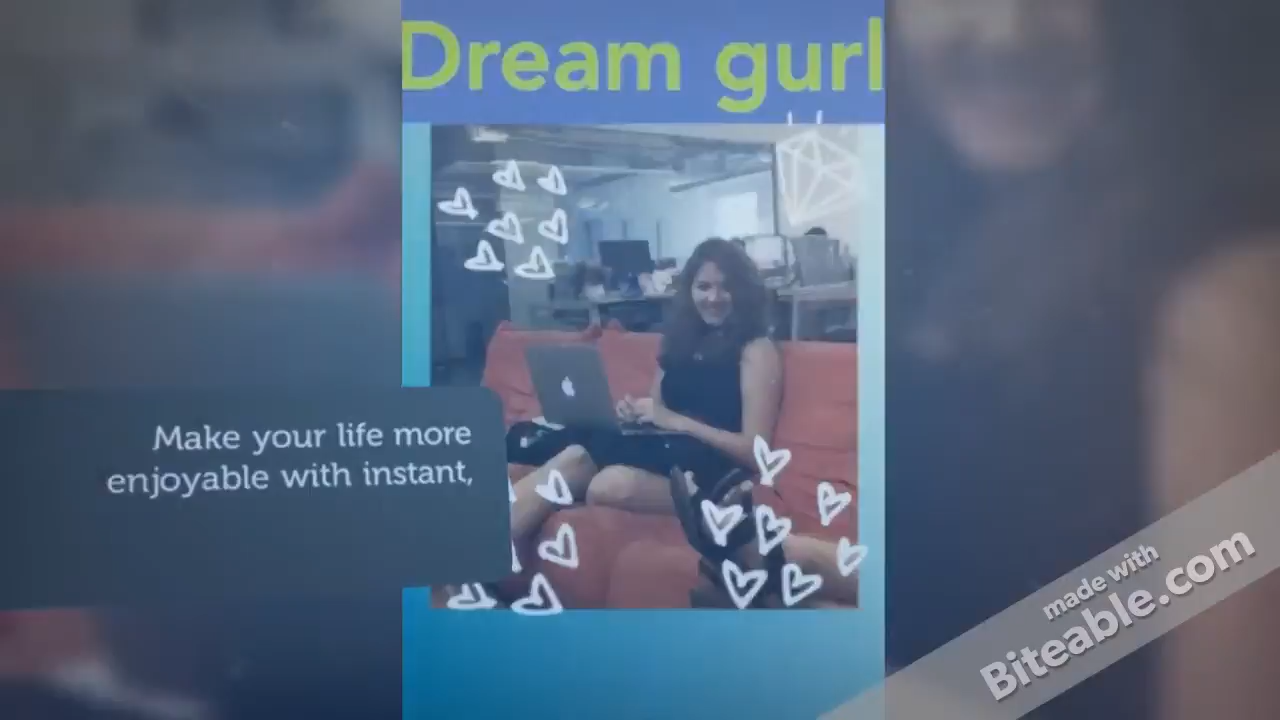 Dream gurl
Make your life more
enjoyable with instant,
made with
Biteable.com